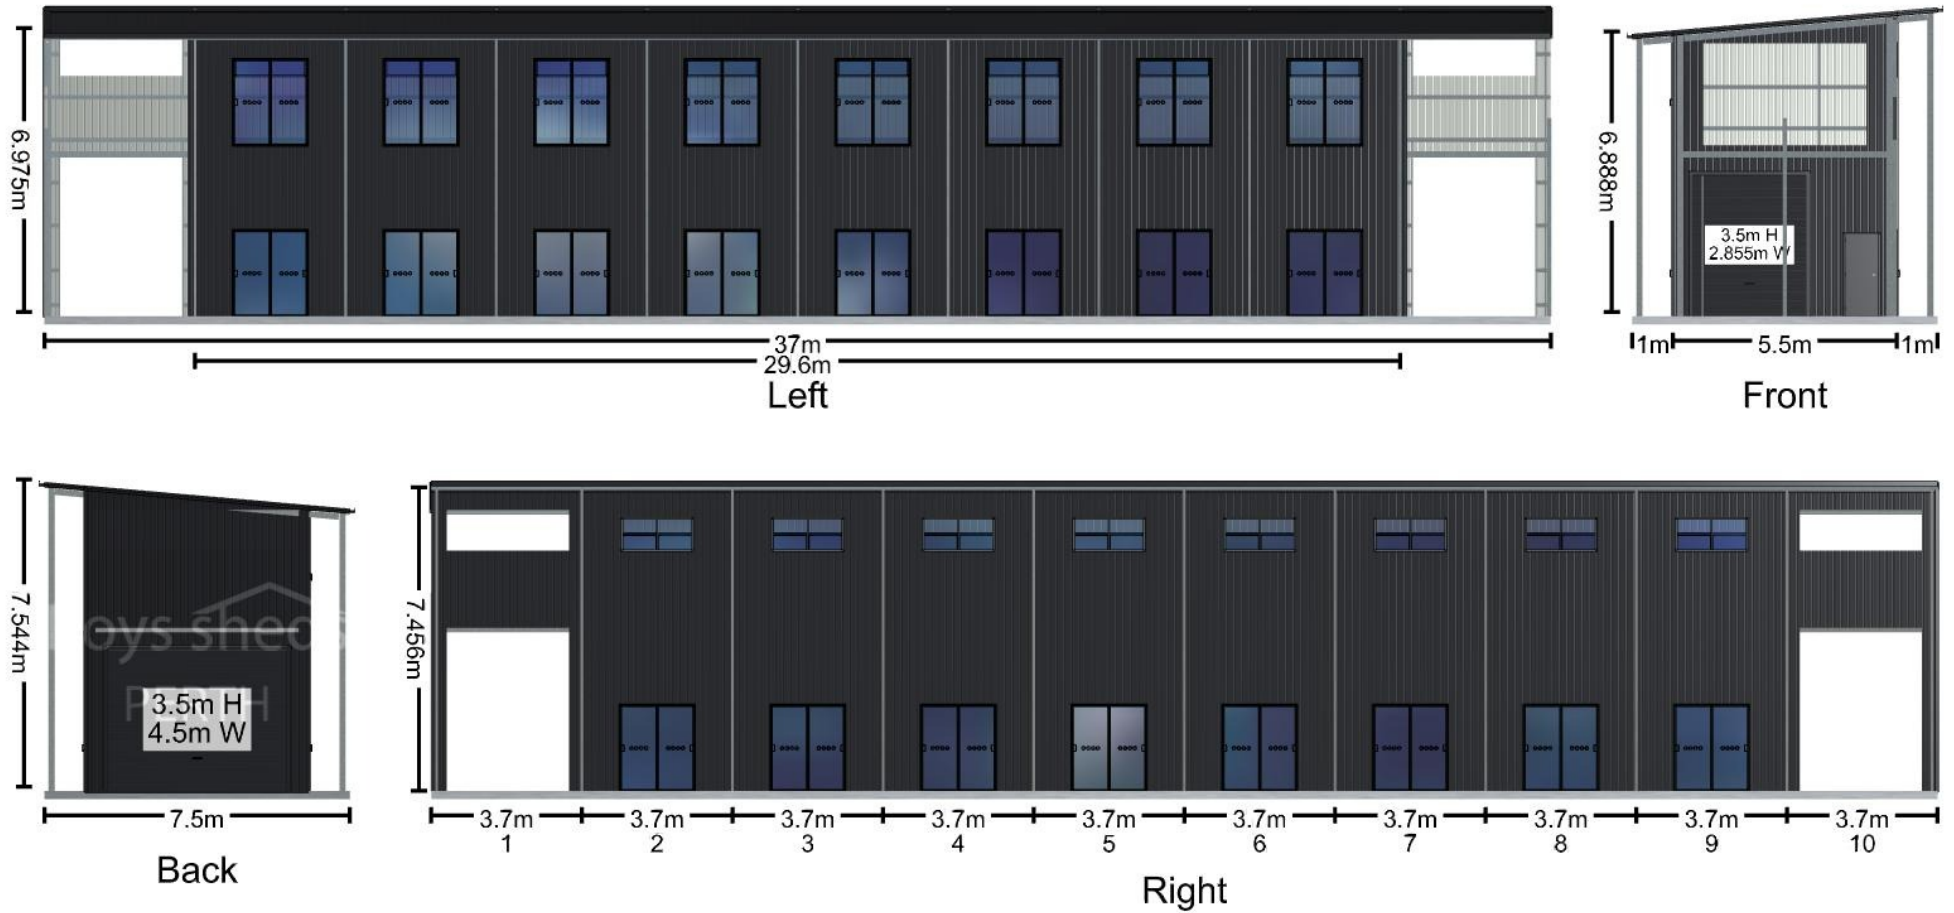 6.975m
37m
29.6m
Left
6.888m
3.5m H
2.855m W
1m
5.5m
1m
Front
7.544m
oys sheds
PERTH
3.5m H
4.5m W
7.5m
Back
7.456m
3.7m 3.7m 3.7m 3.7m 3.7m 3.7m 3.7m 3.7m 3.7m 3.7m
1 2 3 4 5 6 7 8 9 10
Right